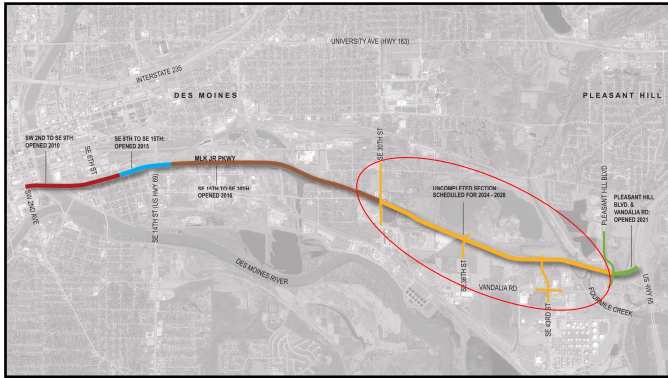 UNIVERSITY AVE (HWY 163)
INTERSTATE 235
DES MOINES
PLEASANT HILL
SW 2ND TO SE 9TH:
OPENED 2010
SE 6TH ST
SE 9TH TO SE 15TH:
OPENED 2015
MLK JR PKWY
SE 15TH TO SE 30TH:
OPENED 2016
SE 30TH ST
UNCOMPLETED SECTION:
SCHEDULED FOR 2024 - 2028
PLEASANT HILL BLVD
PLEASANT HILL
BLVD. &
VANDALIA RD:
OPENED 2021
SW 2ND AVE
SE 14TH ST (US HWY 69)
DES MOINES RIVER
SE 36TH ST
VANDALIA RD
SE 43RD ST
FOURMILE CREEK
US HWY 65